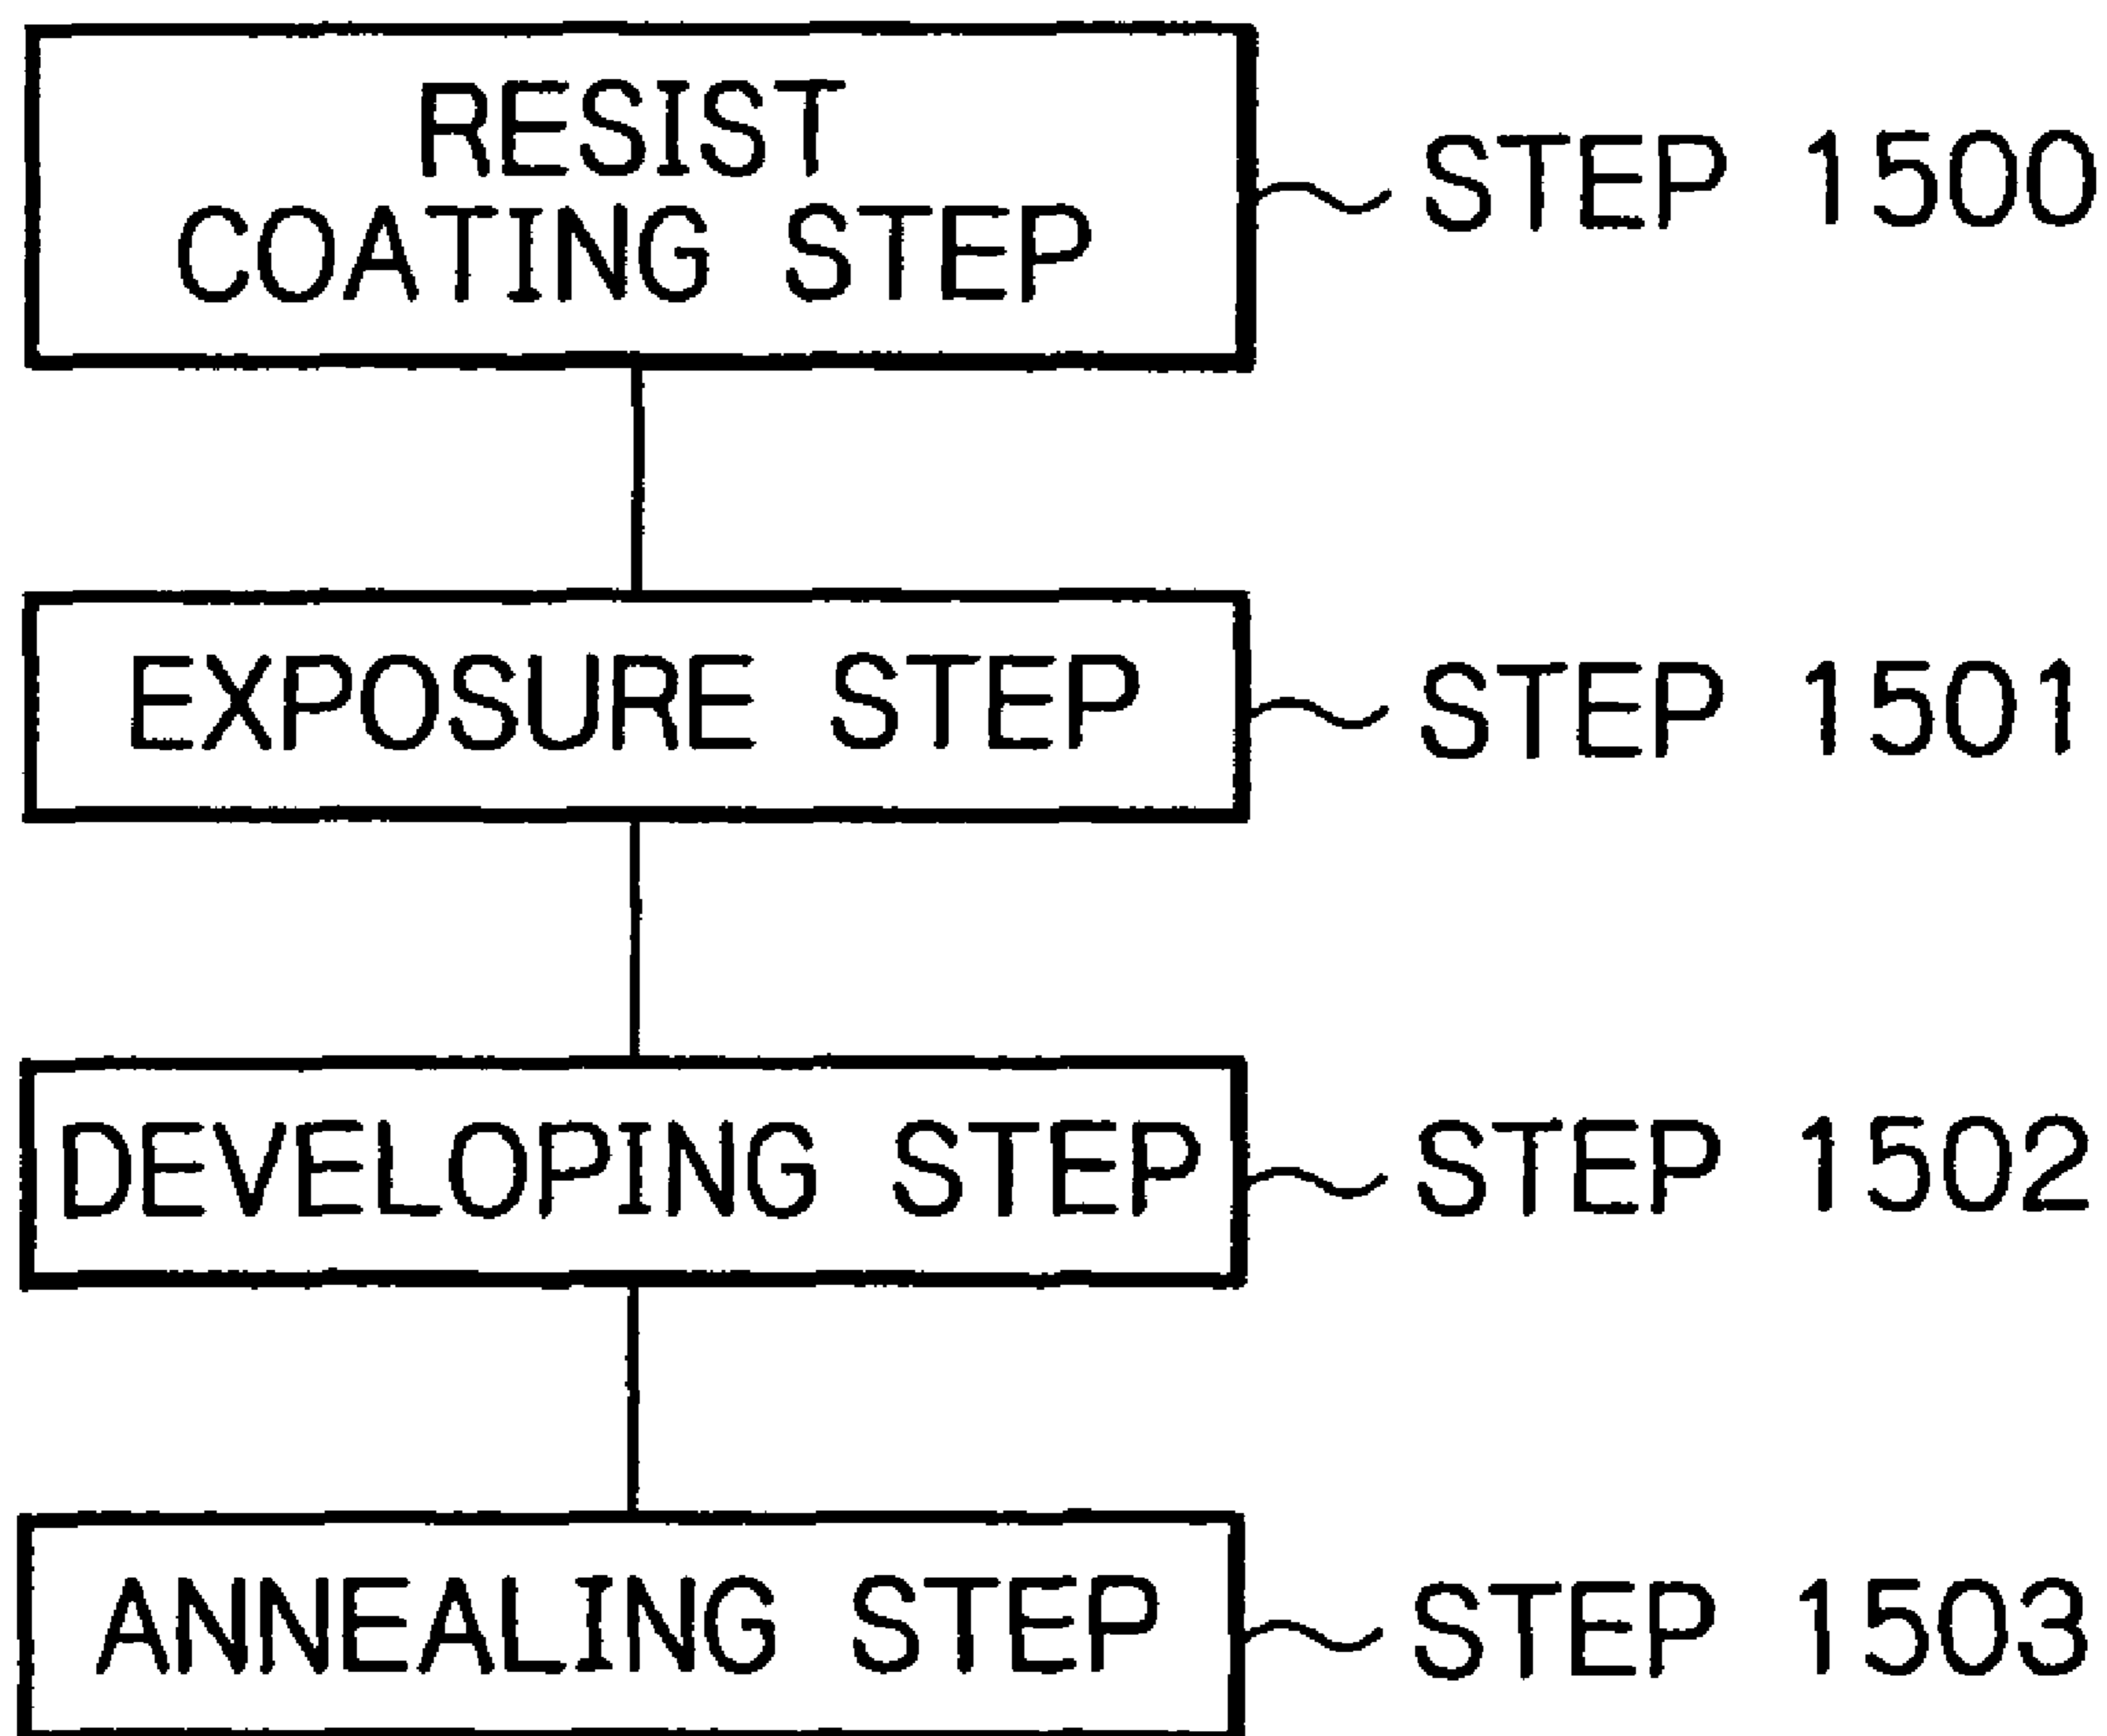 RESIST
COATING STEP
STEP 1500
EXPOSURE STEP
STEP 1501
DEVELOPING STEP
STEP 1502
ANNEALING STEP
STEP 1503